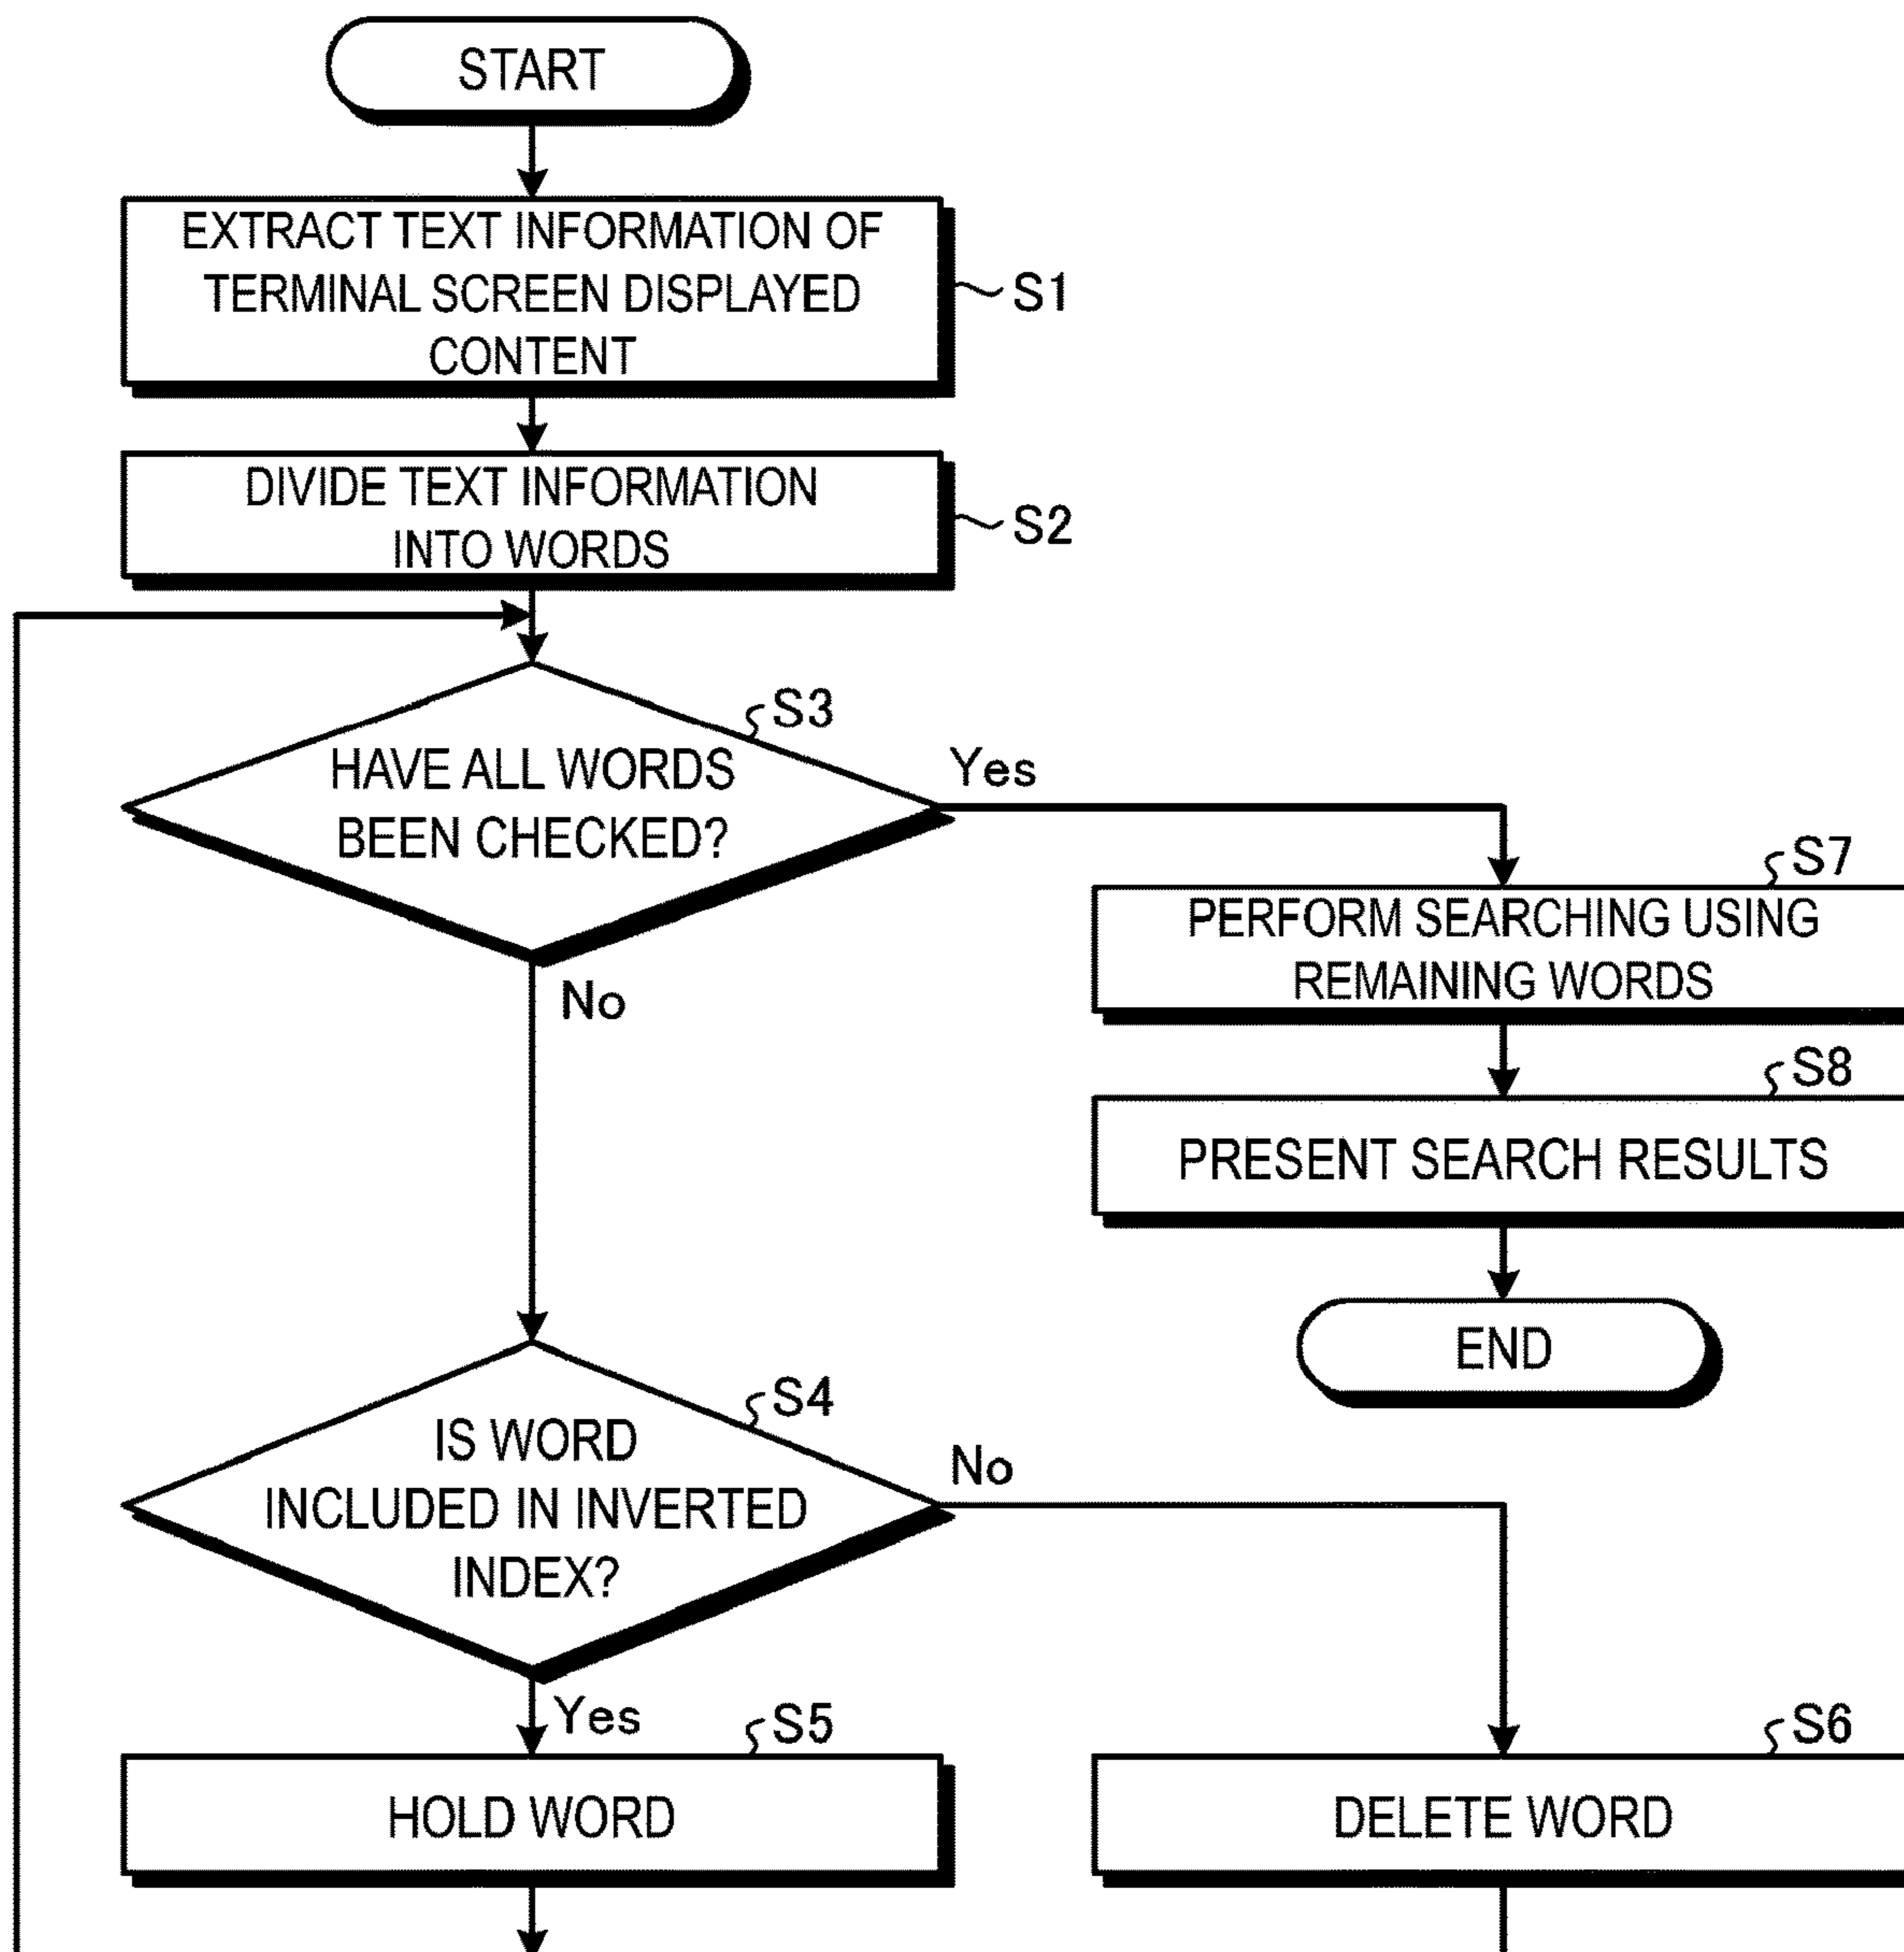 START
EXTRACT TEXT INFORMATION OF
TERMINAL SCREEN DISPLAYED
CONTENT
S1
DIVIDE TEXT INFORMATION
INTO WORDS
S2
S3
HAVE ALL WORDS
BEEN CHECKED?
Yes
No
S7
PERFORM SEARCHING USING
REMAINING WORDS
S8
PRESENT SEARCH RESULTS
END
S4
IS WORD
INCLUDED IN INVERTED
INDEX?
No
Yes
S5
HOLD WORD
S6
DELETE WORD